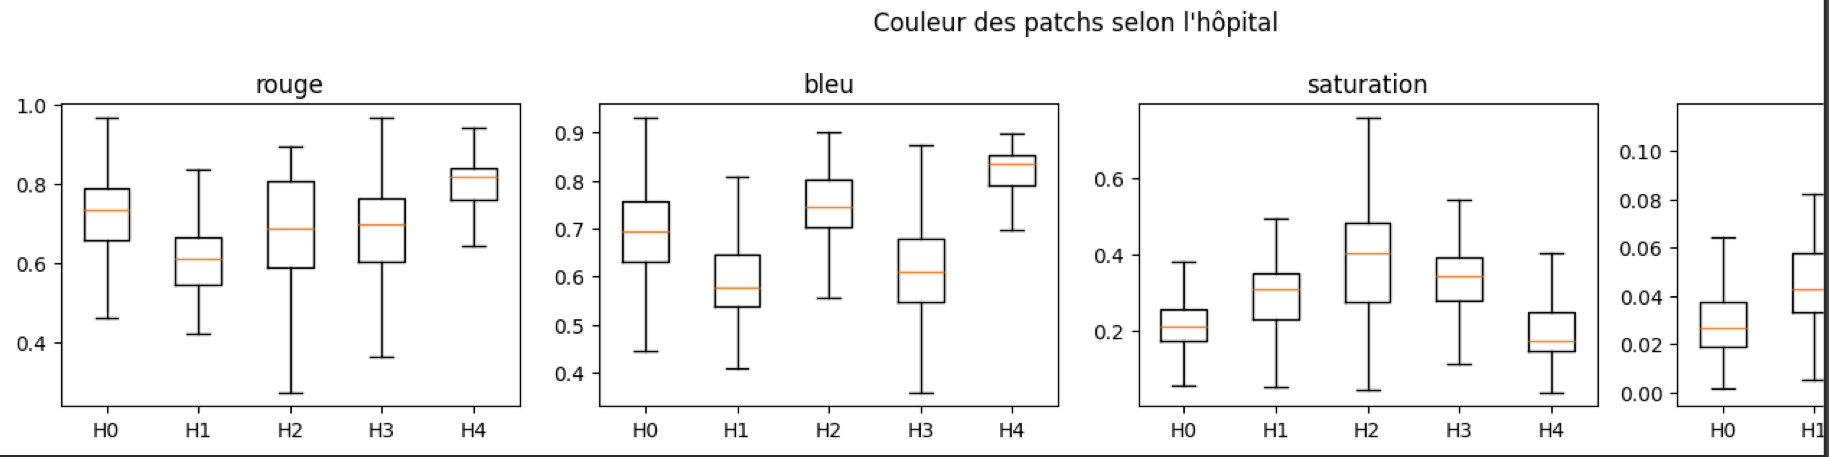 Couleur des patchs selon l'hôpital
rouge
1.0
0.8
0.6
0.4
H0 H1 H2 H3 H4
bleu
0.9
0.8
0.7
0.6
0.5
0.4
H0 H1 H2 H3 H4
saturation
0.6
0.4
0.2
H0 H1 H2 H3 H4
0.10
0.08
0.06
0.04
0.02
0.00
H0 H1